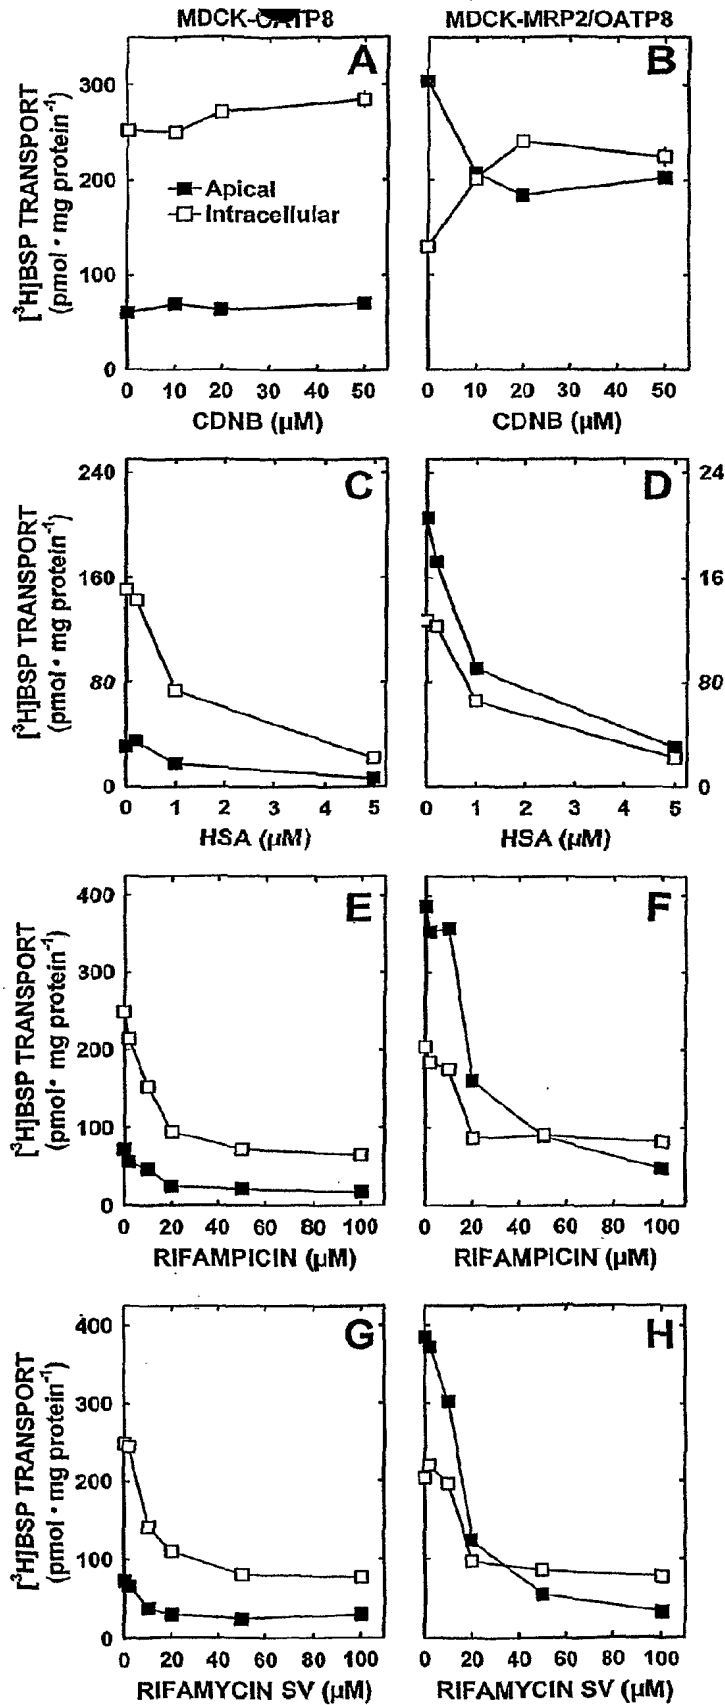 MDCK-OATP8
MDCK-MRP2/OATP8
[³H]BSP TRANSPORT
(pmol • mg protein⁻¹)
300
200
100
0
A
Apical
Intracellular
B
0 10 20 30 40 50
0 10 20 30 40 50
CDNB (µM)
CDNB (µM)
[³H]BSP TRANSPORT
(pmol • mg protein⁻¹)
240
160
80
0
C
D
24
16
80
0
0 1 2 3 4 5
0 1 2 3 4 5
HSA (µM)
HSA (µM)
[³H]BSP TRANSPORT
(pmol • mg protein⁻¹)
400
300
200
100
0
E
F
0 20 40 60 80 100
0 20 40 60 80 100
RIFAMPICIN (µM)
RIFAMPICIN (µM)
[³H]BSP TRANSPORT
(pmol • mg protein⁻¹)
400
300
200
100
0
G
H
0 20 40 60 80 100
0 20 40 60 80 100
RIFAMYCIN SV (µM)
RIFAMYCIN SV (µM)